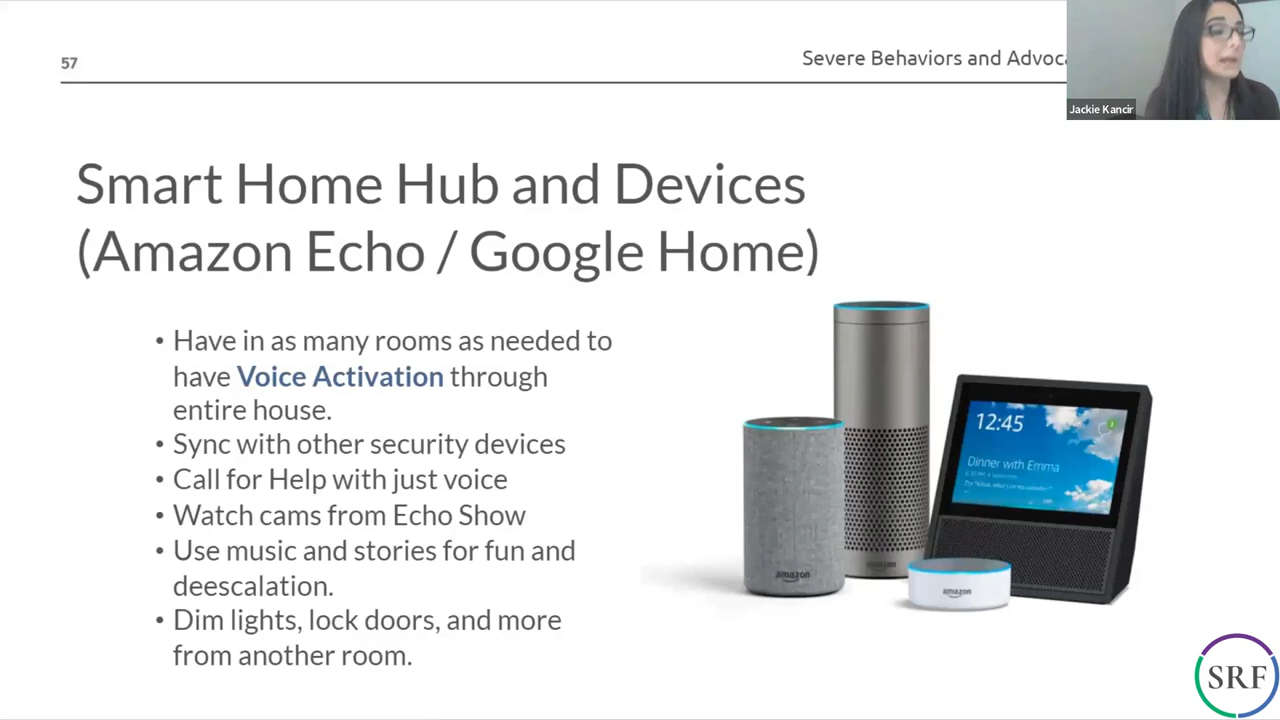 57
Severe Behaviors and Advoca
Jackie Kancir
Smart Home Hub and Devices
(Amazon Echo / Google Home)
• Have in as many rooms as needed to
have Voice Activation through
entire house.
• Sync with other security devices
• Call for Help with just voice
• Watch cams from Echo Show
• Use music and stories for fun and
deescalation.
• Dim lights, lock doors, and more
from another room.
12:45
Dinner with Emma
amazon
amazon
amazon
SRF